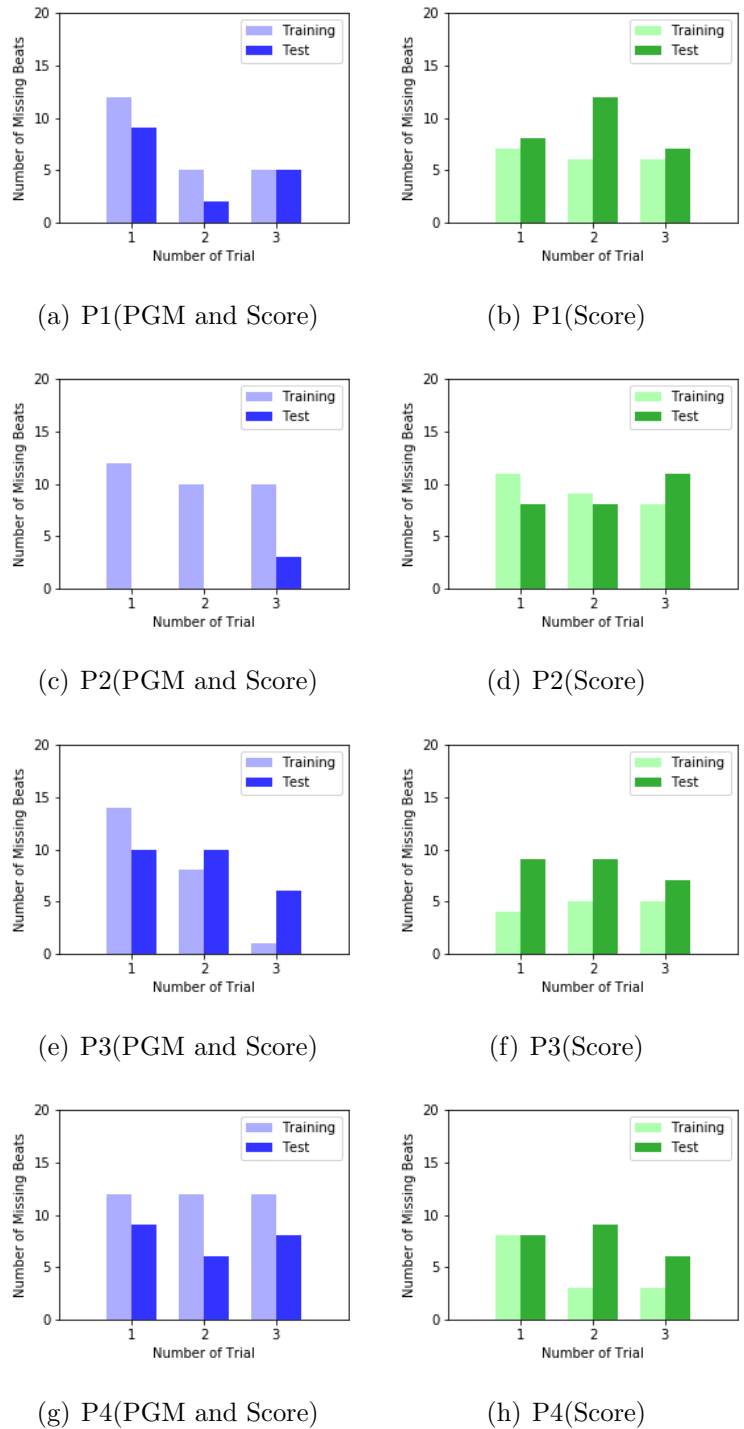 20
15
10
5
0
Number of Missing Beats
Training
Test
1 2 3
Number of Trial
(a) P1(PGM and Score)
20
15
10
5
0
Number of Missing Beats
Training
Test
1 2 3
Number of Trial
(b) P1(Score)
20
15
10
5
0
Number of Missing Beats
Training
Test
1 2 3
Number of Trial
(c) P2(PGM and Score)
20
15
10
5
0
Number of Missing Beats
Training
Test
1 2 3
Number of Trial
(d) P2(Score)
20
15
10
5
0
Number of Missing Beats
Training
Test
1 2 3
Number of Trial
(e) P3(PGM and Score)
20
15
10
5
0
Number of Missing Beats
Training
Test
1 2 3
Number of Trial
(f) P3(Score)
20
15
10
5
0
Number of Missing Beats
Training
Test
1 2 3
Number of Trial
(g) P4(PGM and Score)
20
15
10
5
0
Number of Missing Beats
Training
Test
1 2 3
Number of Trial
(h) P4(Score)